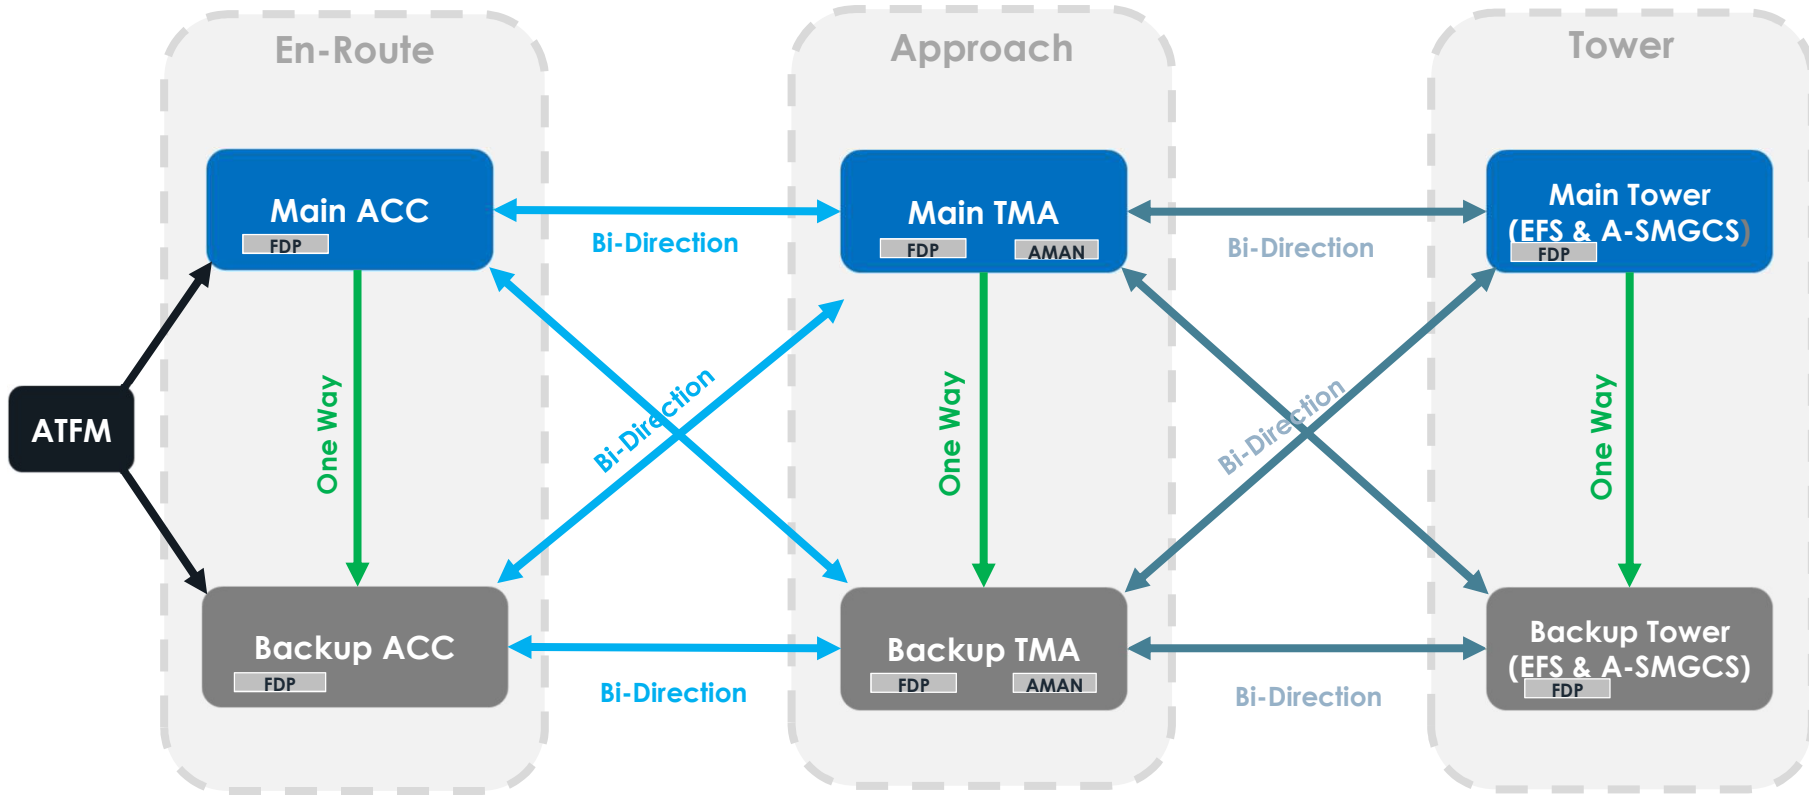 En-Route
Approach
Tower
Main ACC
FDP
Bi-Direction
Main TMA
FDP
AMAN
Bi-Direction
Main Tower
(EFS & A-SMGCS)
FDP
ATFM
One Way
Bi-Direction
One Way
Bi-Direction
One Way
Backup ACC
FDP
Bi-Direction
Backup TMA
FDP
AMAN
Bi-Direction
Backup Tower
(EFS & A-SMGCS)
FDP